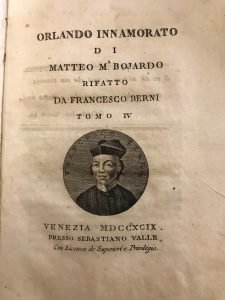 ORLANDO INNAMORATO
DI
MATTEO M.ª BOJARDO
RIFATTO
DA FRANCESCO BERNI
TOMO IV
VENEZIA MDCCXCIX.
PRESSO SEBASTIANO VALLE
Con Licenza de Superiori e Privilegio.